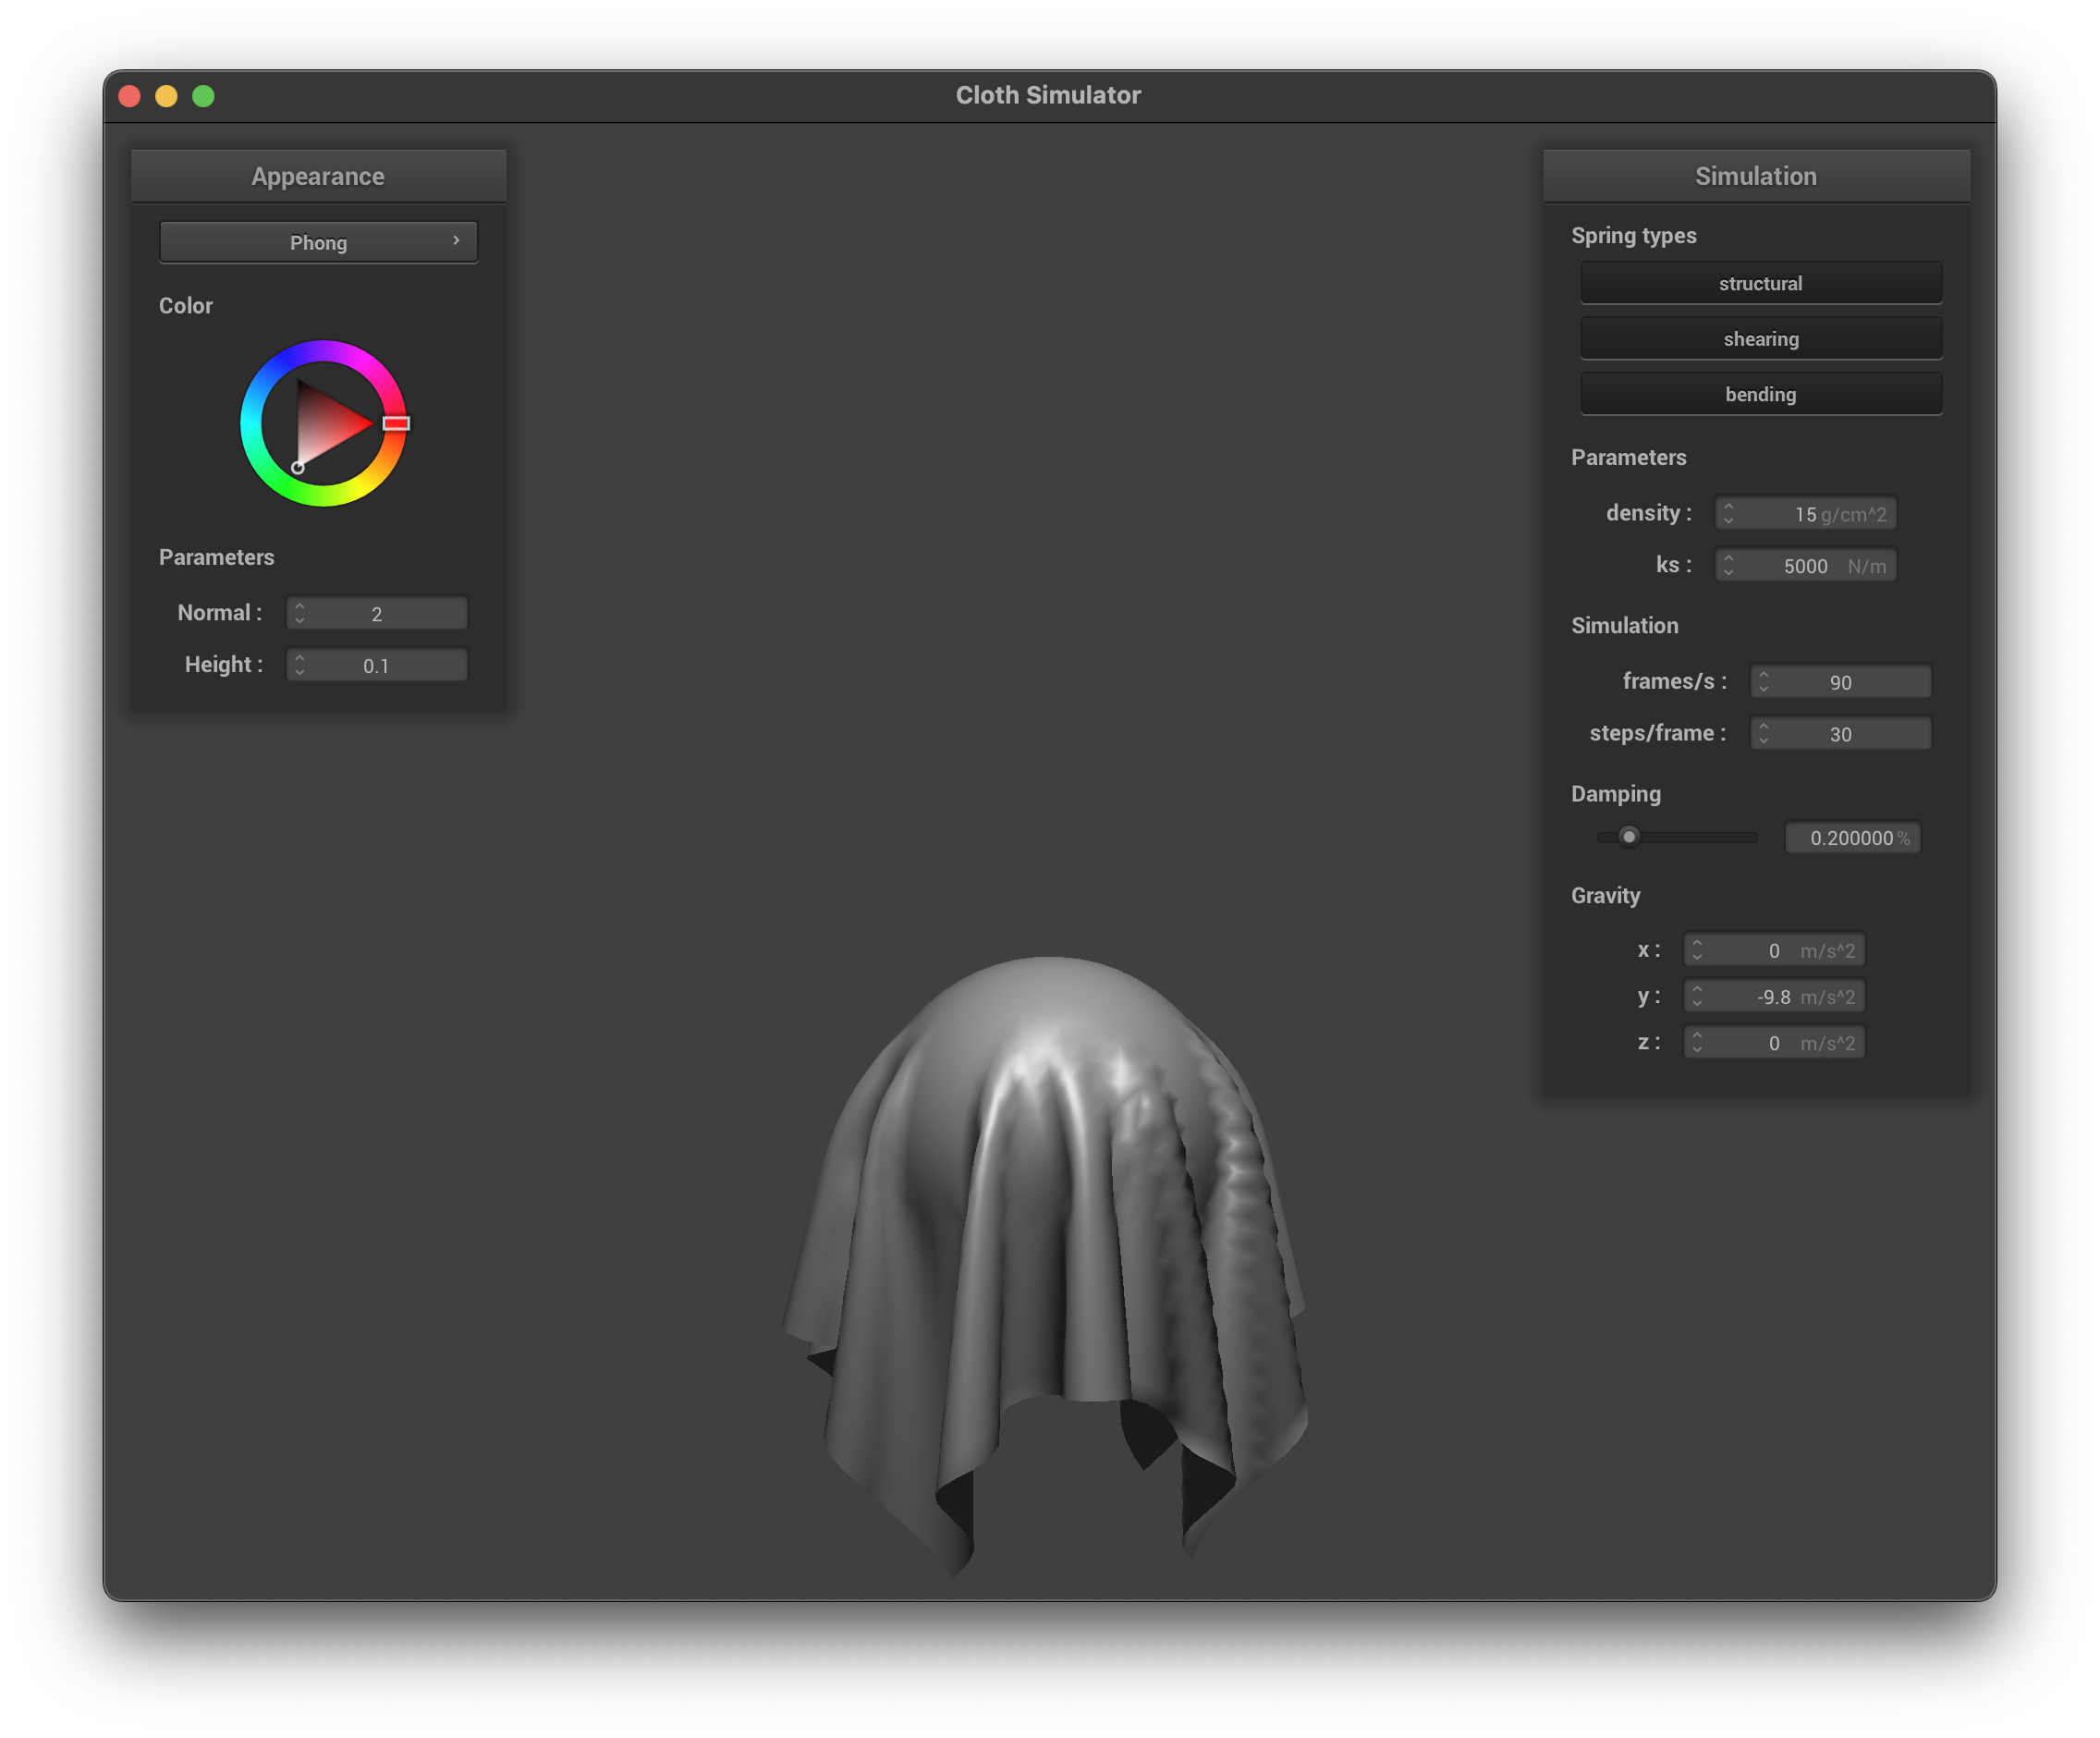 Cloth Simulator
Appearance
Phong
Color
Parameters
Normal : 2
Height : 0.1
Simulation
Spring types
structural
shearing
bending
Parameters
density : 15 g/cm^2
ks : 5000 N/m
Simulation
frames/s : 90
steps/frame : 30
Damping
0.200000 %
Gravity
x : 0 m/s^2
y : -9.8 m/s^2
z : 0 m/s^2